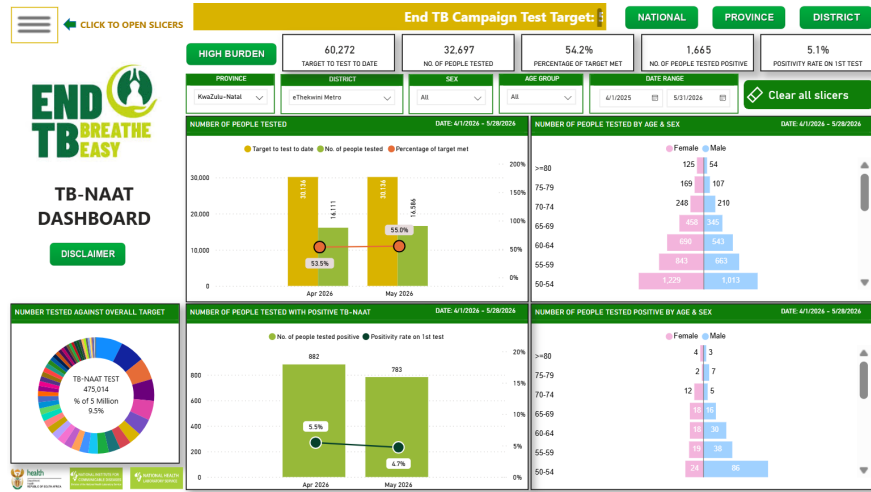 CLICK TO OPEN SLICERS
End TB Campaign Test Target:
NATIONAL
PROVINCE
DISTRICT
HIGH BURDEN
60,272
TARGET TO TEST TO DATE
32,697
NO. OF PEOPLE TESTED
54.2%
PERCENTAGE OF TARGET MET
1,665
NO. OF PEOPLE TESTED POSITIVE
5.1%
POSITIVITY RATE ON 1ST TEST
PROVINCE
KwaZulu-Natal
DISTRICT
eThekwini Metro
SEX
All
AGE GROUP
All
DATE RANGE
4/1/2025
5/31/2026
Clear all slicers
END
TB
BREATHE
EASY
TB-NAAT
DASHBOARD
DISCLAIMER
NUMBER OF PEOPLE TESTED
DATE: 4/1/2026 - 5/28/2026
Target to test to date
No. of people tested
Percentage of target met
30,000
20,000
10,000
0
200%
150%
100%
50%
0%
30,136
16,111
30,136
16,586
53.5%
55.0%
Apr 2026
May 2026
NUMBER OF PEOPLE TESTED BY AGE & SEX
DATE: 4/1/2026 - 5/28/2026
Female
Male
>=80
125
54
75-79
169
107
70-74
248
210
65-69
458
345
60-64
690
543
55-59
843
663
50-54
1,229
1,013
NUMBER TESTED AGAINST OVERALL TARGET
TB-NAAT TEST
475,014
% of 5 Million
9.5%
NUMBER OF PEOPLE TESTED WITH POSITIVE TB-NAAT
DATE: 4/1/2026 - 5/28/2026
No. of people tested positive
Positivity rate on 1st test
800
600
400
200
0
20%
15%
10%
5%
0%
882
783
5.5%
4.7%
Apr 2026
May 2026
NUMBER OF PEOPLE TESTED POSITIVE BY AGE & SEX
DATE: 4/1/2026 - 5/28/2026
Female
Male
>=80
4
3
75-79
2
7
70-74
12
5
65-69
18
16
60-64
18
30
55-59
19
38
50-54
24
86
health
NATIONAL INSTITUTE FOR
COMMUNICABLE DISEASES
NATIONAL HEALTH
LABORATORY SERVICE